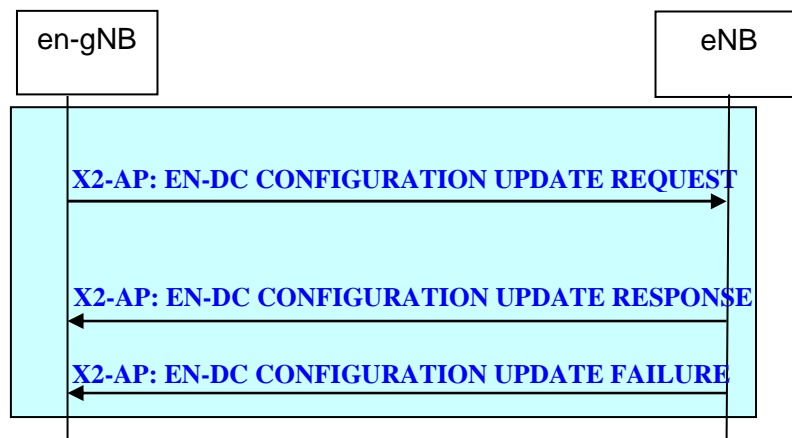 en-gNB
eNB
X2-AP: EN-DC CONFIGURATION UPDATE REQUEST
X2-AP: EN-DC CONFIGURATION UPDATE RESPONSE
X2-AP: EN-DC CONFIGURATION UPDATE FAILURE